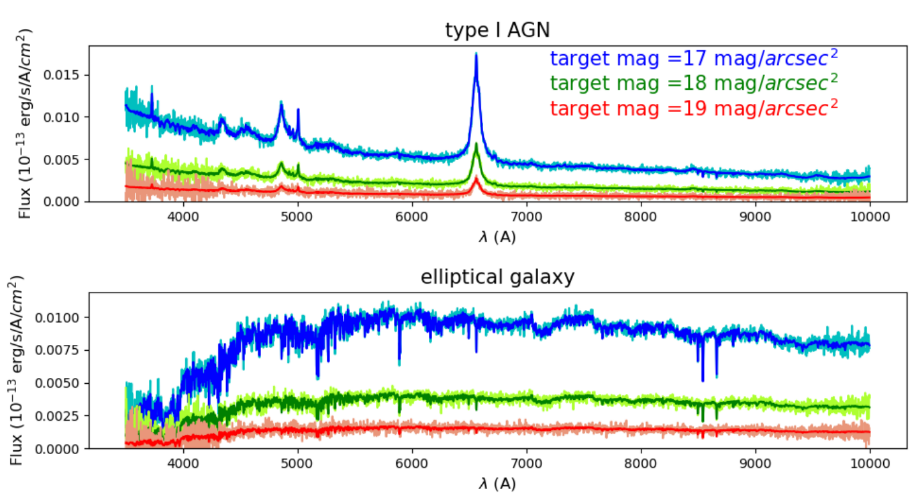 type I AGN
target mag =17 mag/arcsec²
target mag =18 mag/arcsec²
target mag =19 mag/arcsec²
Flux (10⁻¹³ erg/s/A/cm²)
0.015
0.010
0.005
0.000
4000 5000 6000 7000 8000 9000 10000
λ (A)
elliptical galaxy
Flux (10⁻¹³ erg/s/A/cm²)
0.0100
0.0075
0.0050
0.0025
0.0000
4000 5000 6000 7000 8000 9000 10000
λ (A)